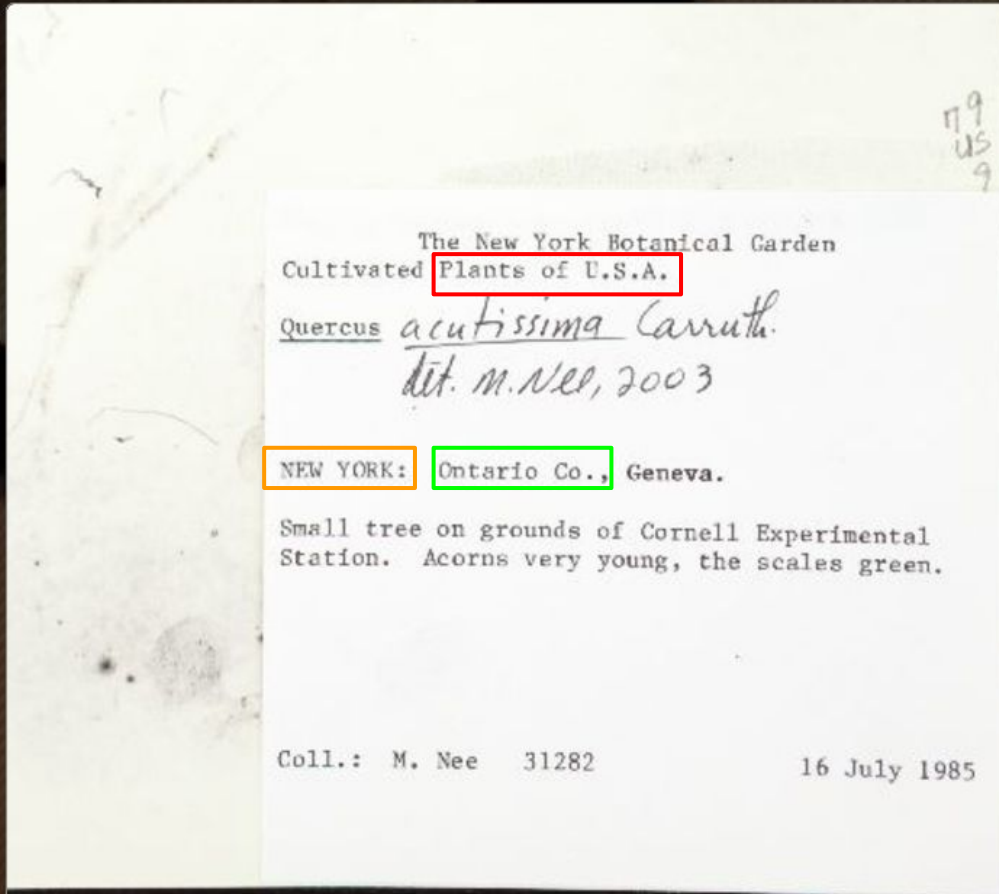 79
US
9
The New York Botanical Garden
Cultivated Plants of U.S.A.
Quercus acutissima Carruth.
det. M. Nee, 2003
NEW YORK: Ontario Co., Geneva.
Small tree on grounds of Cornell Experimental
Station. Acorns very young, the scales green.
Coll.: M. Nee 31282 16 July 1985